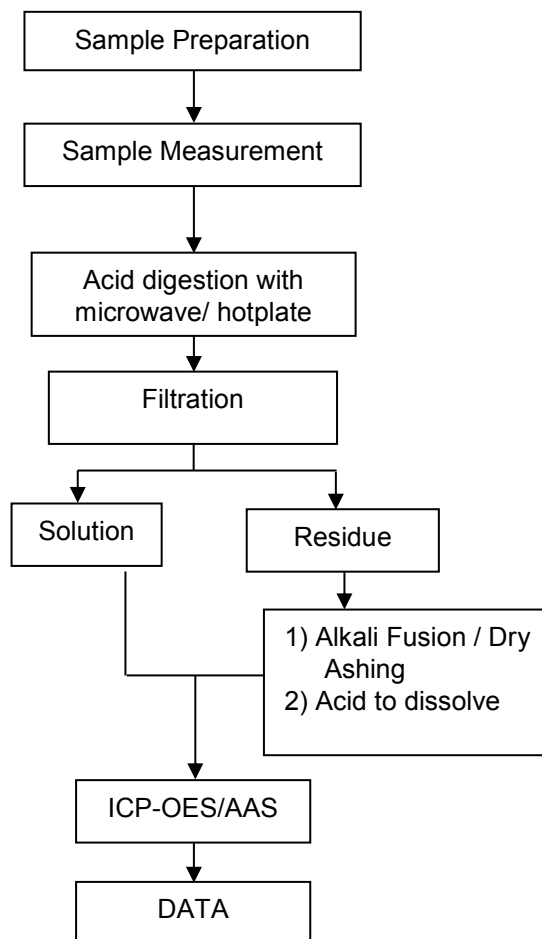 Sample Preparation
Sample Measurement
Acid digestion with
microwave/ hotplate
Filtration
Solution
Residue
1) Alkali Fusion / Dry
Ashing
2) Acid to dissolve
ICP-OES/AAS
DATA